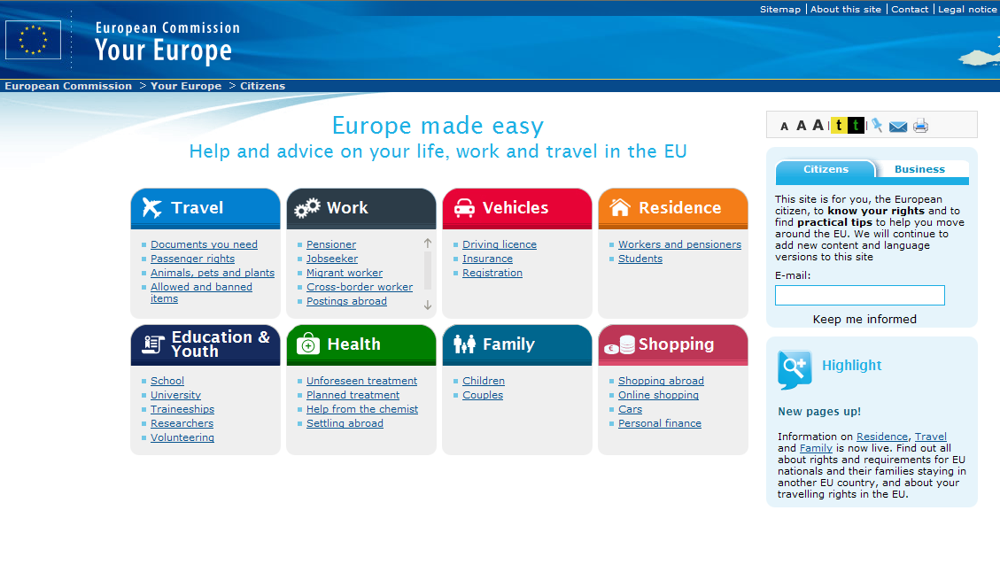 Sitemap | About this site | Contact | Legal notice
European Commission
Your Europe
European Commission > Your Europe > Citizens
Europe made easy
Help and advice on your life, work and travel in the EU
Travel
Documents you need
Passenger rights
Animals, pets and plants
Allowed and banned
items
Work
Pensioner
Jobseeker
Migrant worker
Cross-border worker
Postings abroad
Vehicles
Driving licence
Insurance
Registration
Residence
Workers and pensioners
Students
Education &
Youth
School
University
Traineeships
Researchers
Volunteering
Health
Unforeseen treatment
Planned treatment
Help from the chemist
Settling abroad
Family
Children
Couples
Shopping
Shopping abroad
Online shopping
Cars
Personal finance
A A A t t
Citizens Business
This site is for you, the European
citizen, to know your rights and to
find practical tips to help you move
around the EU. We will continue to
add new content and language
versions to this site
E-mail:
Keep me informed
Highlight
New pages up!
Information on Residence, Travel
and Family is now live. Find out all
about rights and requirements for EU
nationals and their families staying in
another EU country, and about your
travelling rights in the EU.